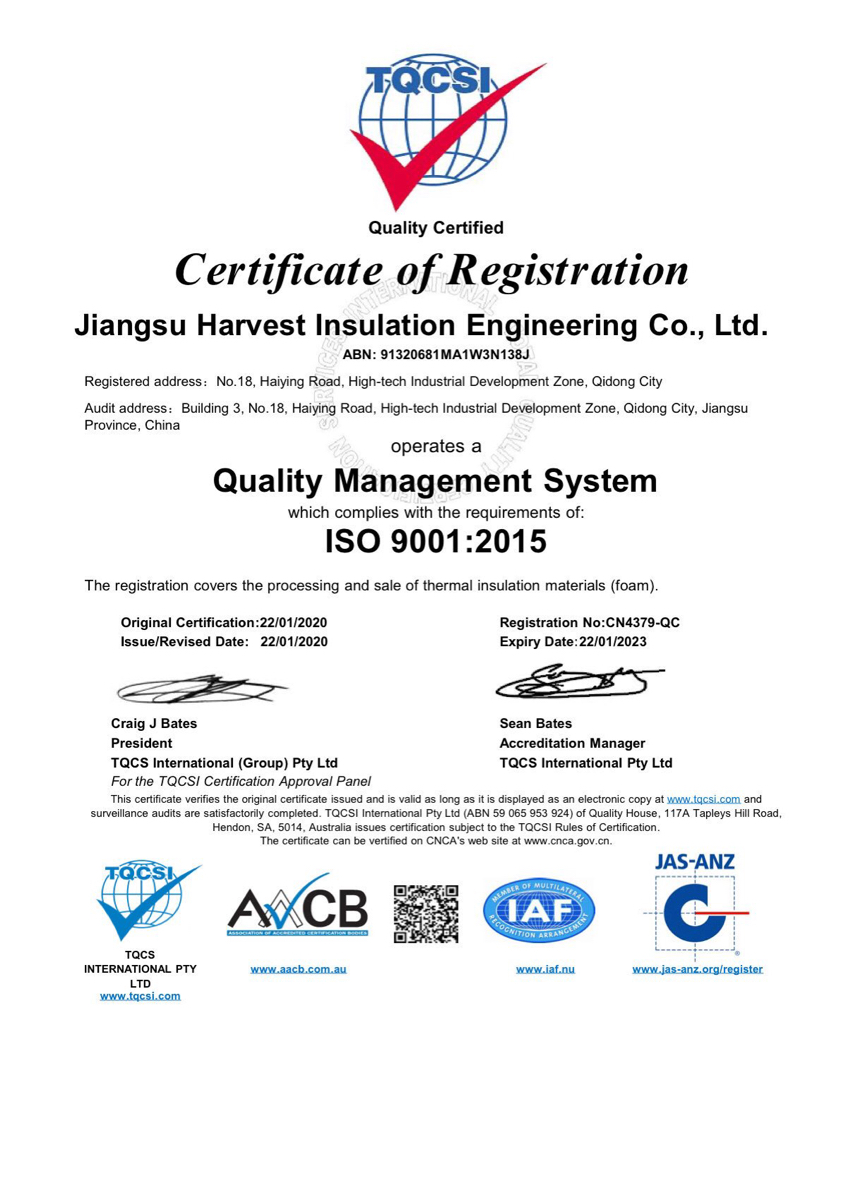 TQCSI
Quality Certified
Certificate of Registration
Jiangsu Harvest Insulation Engineering Co., Ltd.
ABN: 91320681MA1W3N138J
Registered address：No.18, Haiying Road, High-tech Industrial Development Zone, Qidong City
Audit address：Building 3, No.18, Haiying Road, High-tech Industrial Development Zone, Qidong City, Jiangsu
Province, China
operates a
Quality Management System
which complies with the requirements of:
ISO 9001:2015
The registration covers the processing and sale of thermal insulation materials (foam).
Original Certification:22/01/2020 Registration No:CN4379-QC
Issue/Revised Date: 22/01/2020 Expiry Date:22/01/2023
Craig J Bates Sean Bates
President Accreditation Manager
TQCS International (Group) Pty Ltd TQCS International Pty Ltd
For the TQCSI Certification Approval Panel
This certificate verifies the original certificate issued and is valid as long as it is displayed as an electronic copy at www.tqcsi.com and
surveillance audits are satisfactorily completed. TQCSI International Pty Ltd (ABN 59 065 953 924) of Quality House, 117A Tapleys Hill Road,
Hendon, SA, 5014, Australia issues certification subject to the TQCSI Rules of Certification.
The certificate can be vertified on CNCA's web site at www.cnca.gov.cn.
JAS-ANZ
TQCSI
AACB
ASSOCIATION OF ACCREDITED CERTIFICATION BODIES
MEMBER OF MULTILATERAL
IAF
RECOGNITION ARRANGEMENT
TQCS
INTERNATIONAL PTY
LTD
www.tqcsi.com
www.aacb.com.au
www.iaf.nu
www.jas-anz.org/register